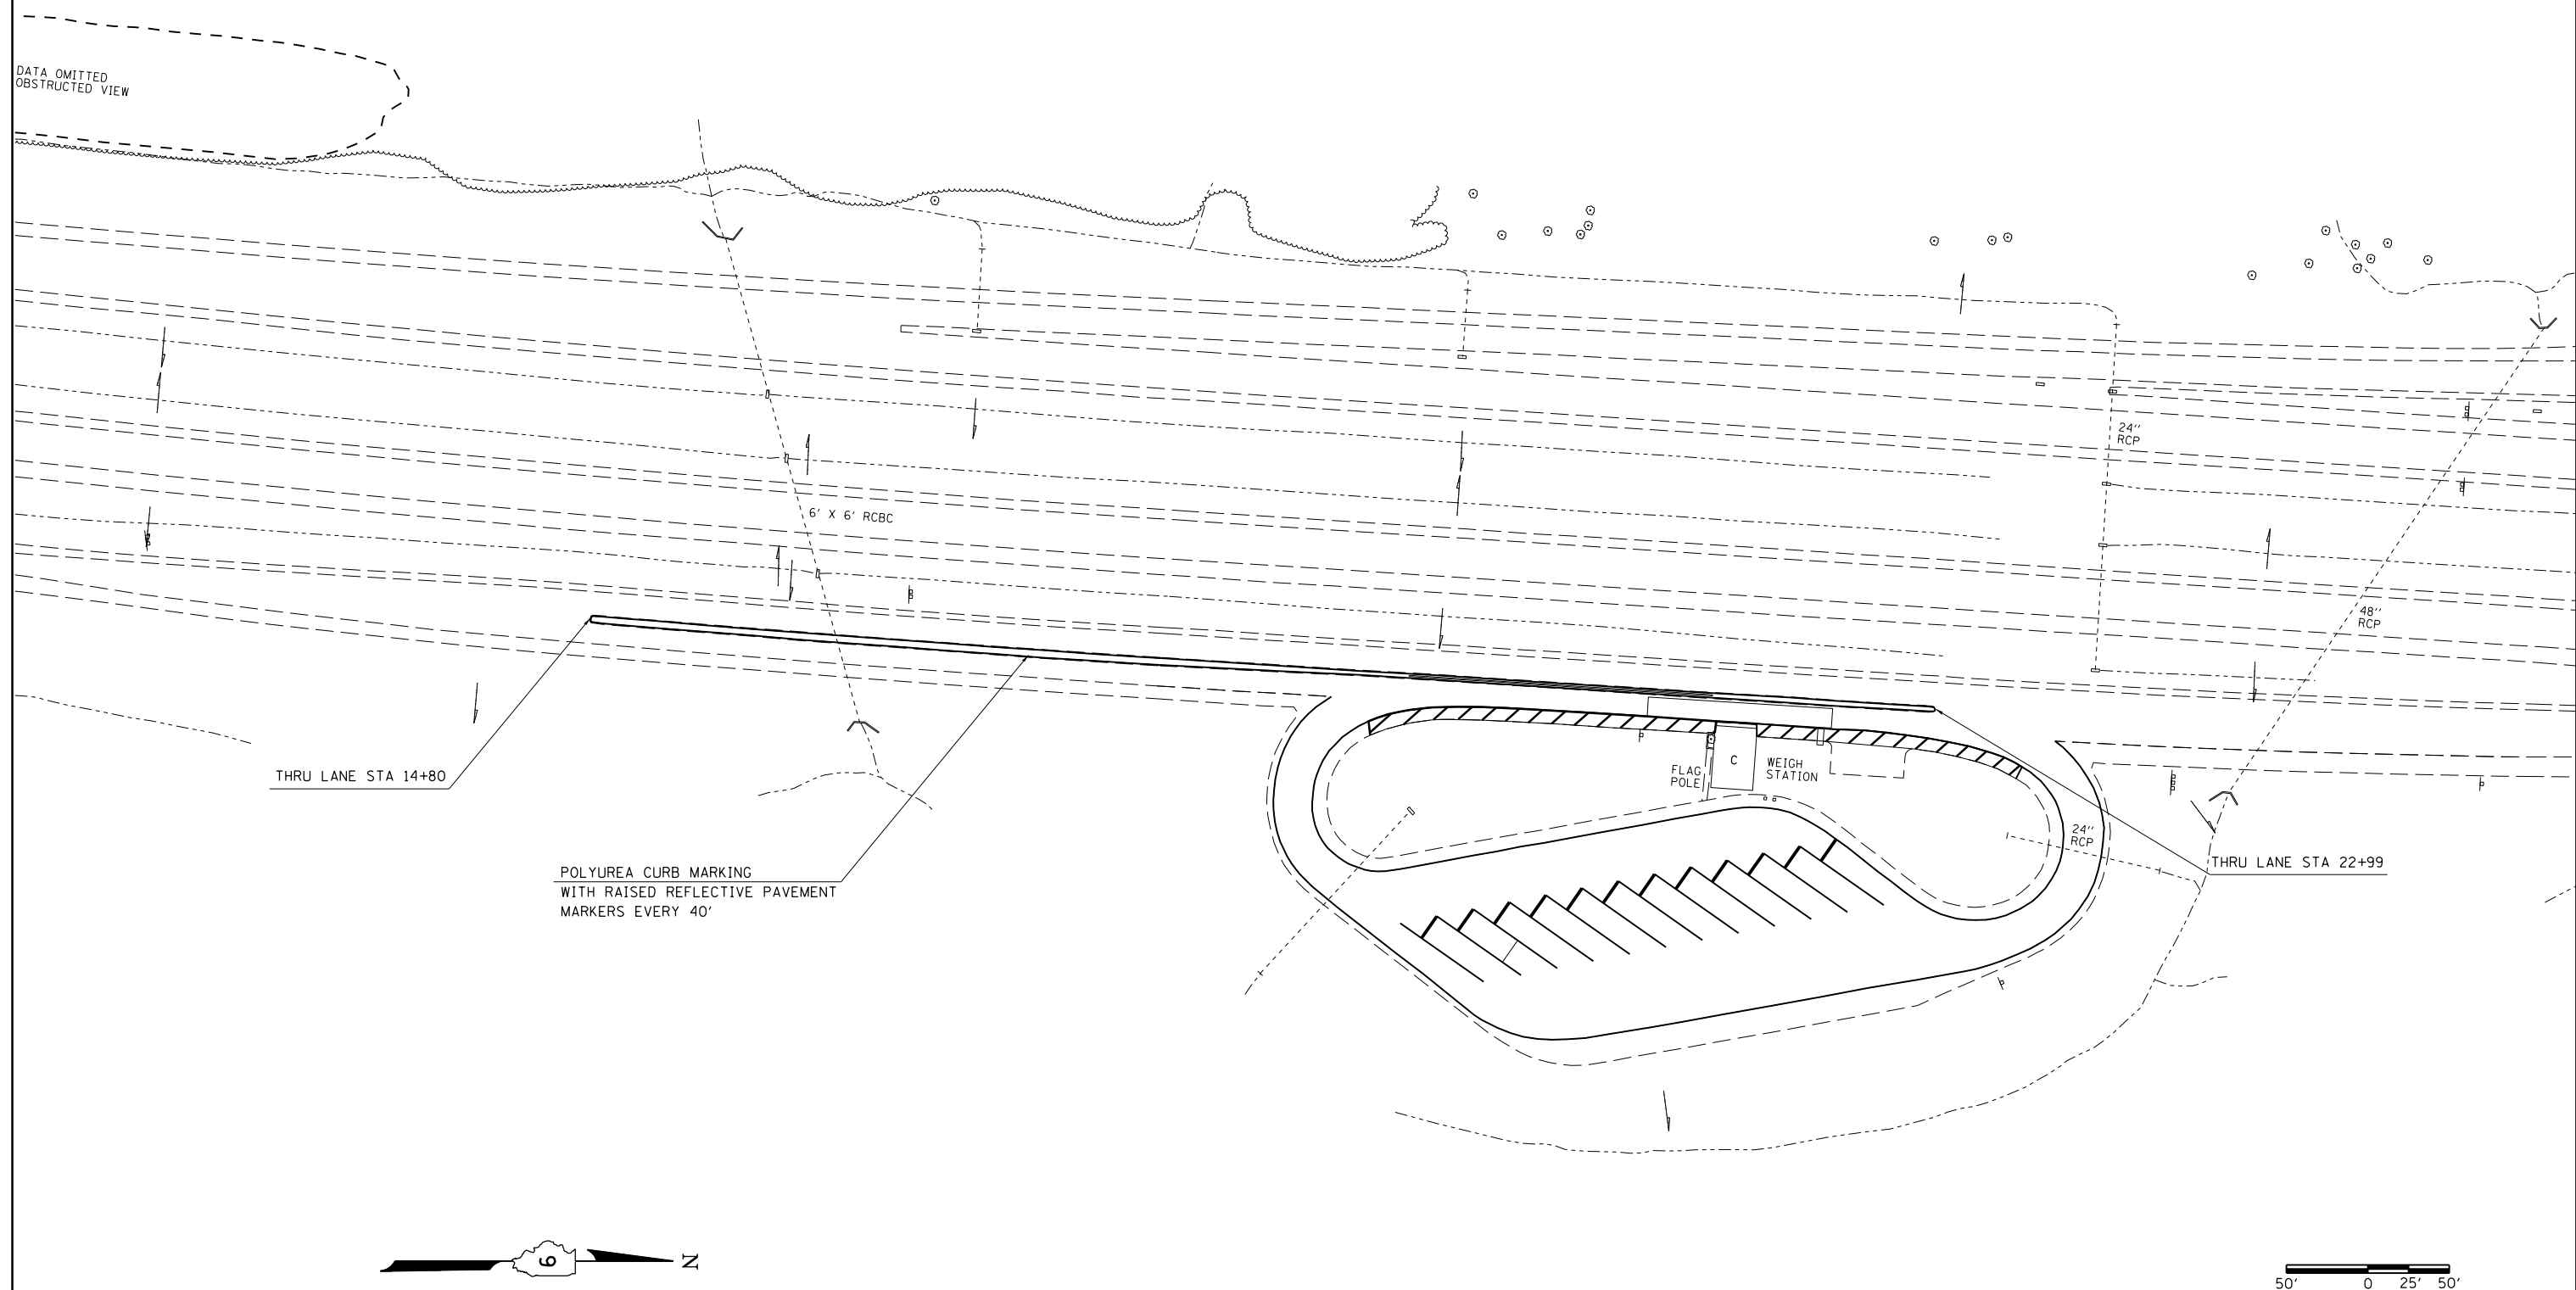 DATA OMITTED
OBSTRUCTED VIEW
24''
RCP
6' X 6' RCBC
48''
RCP
THRU LANE STA 14+80
FLAG
POLE
C
WEIGH
STATION
24''
RCP
THRU LANE STA 22+99
POLYUREA CURB MARKING
WITH RAISED REFLECTIVE PAVEMENT
MARKERS EVERY 40'
6
N
50' 0 25' 50'